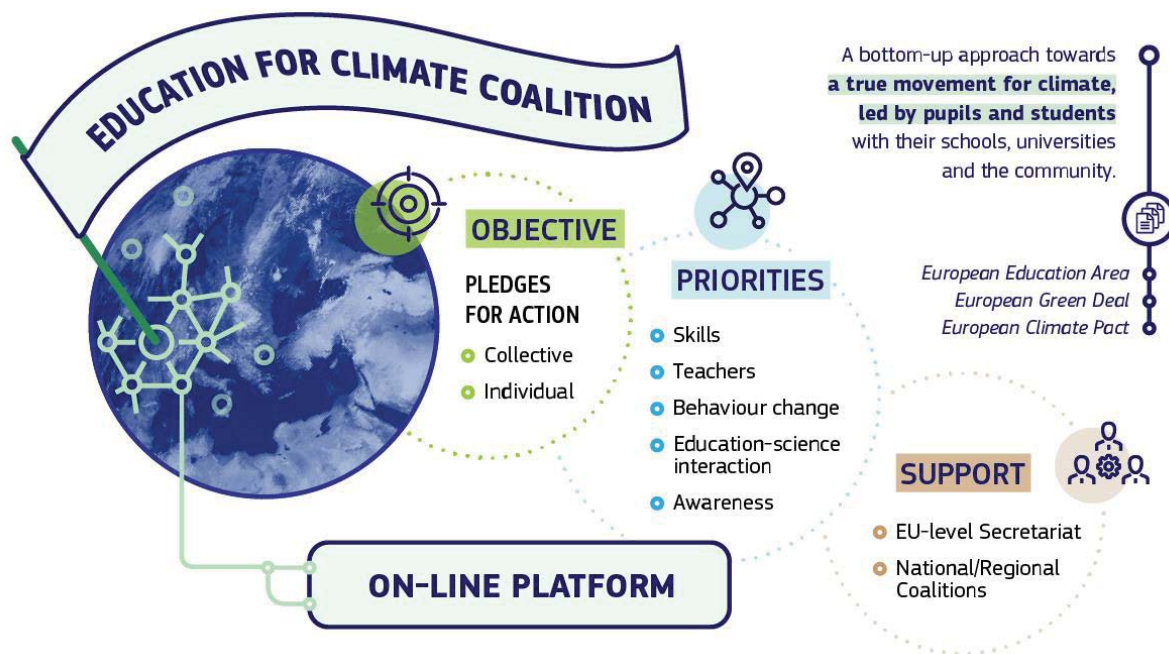 EDUCATION FOR CLIMATE COALITION
A bottom-up approach towards
a true movement for climate,
led by pupils and students
with their schools, universities
and the community.
European Education Area
European Green Deal
European Climate Pact
OBJECTIVE
PLEDGES
FOR ACTION
Collective
Individual
PRIORITIES
Skills
Teachers
Behaviour change
Education-science
interaction
Awareness
SUPPORT
EU-level Secretariat
National/Regional
Coalitions
ON-LINE PLATFORM